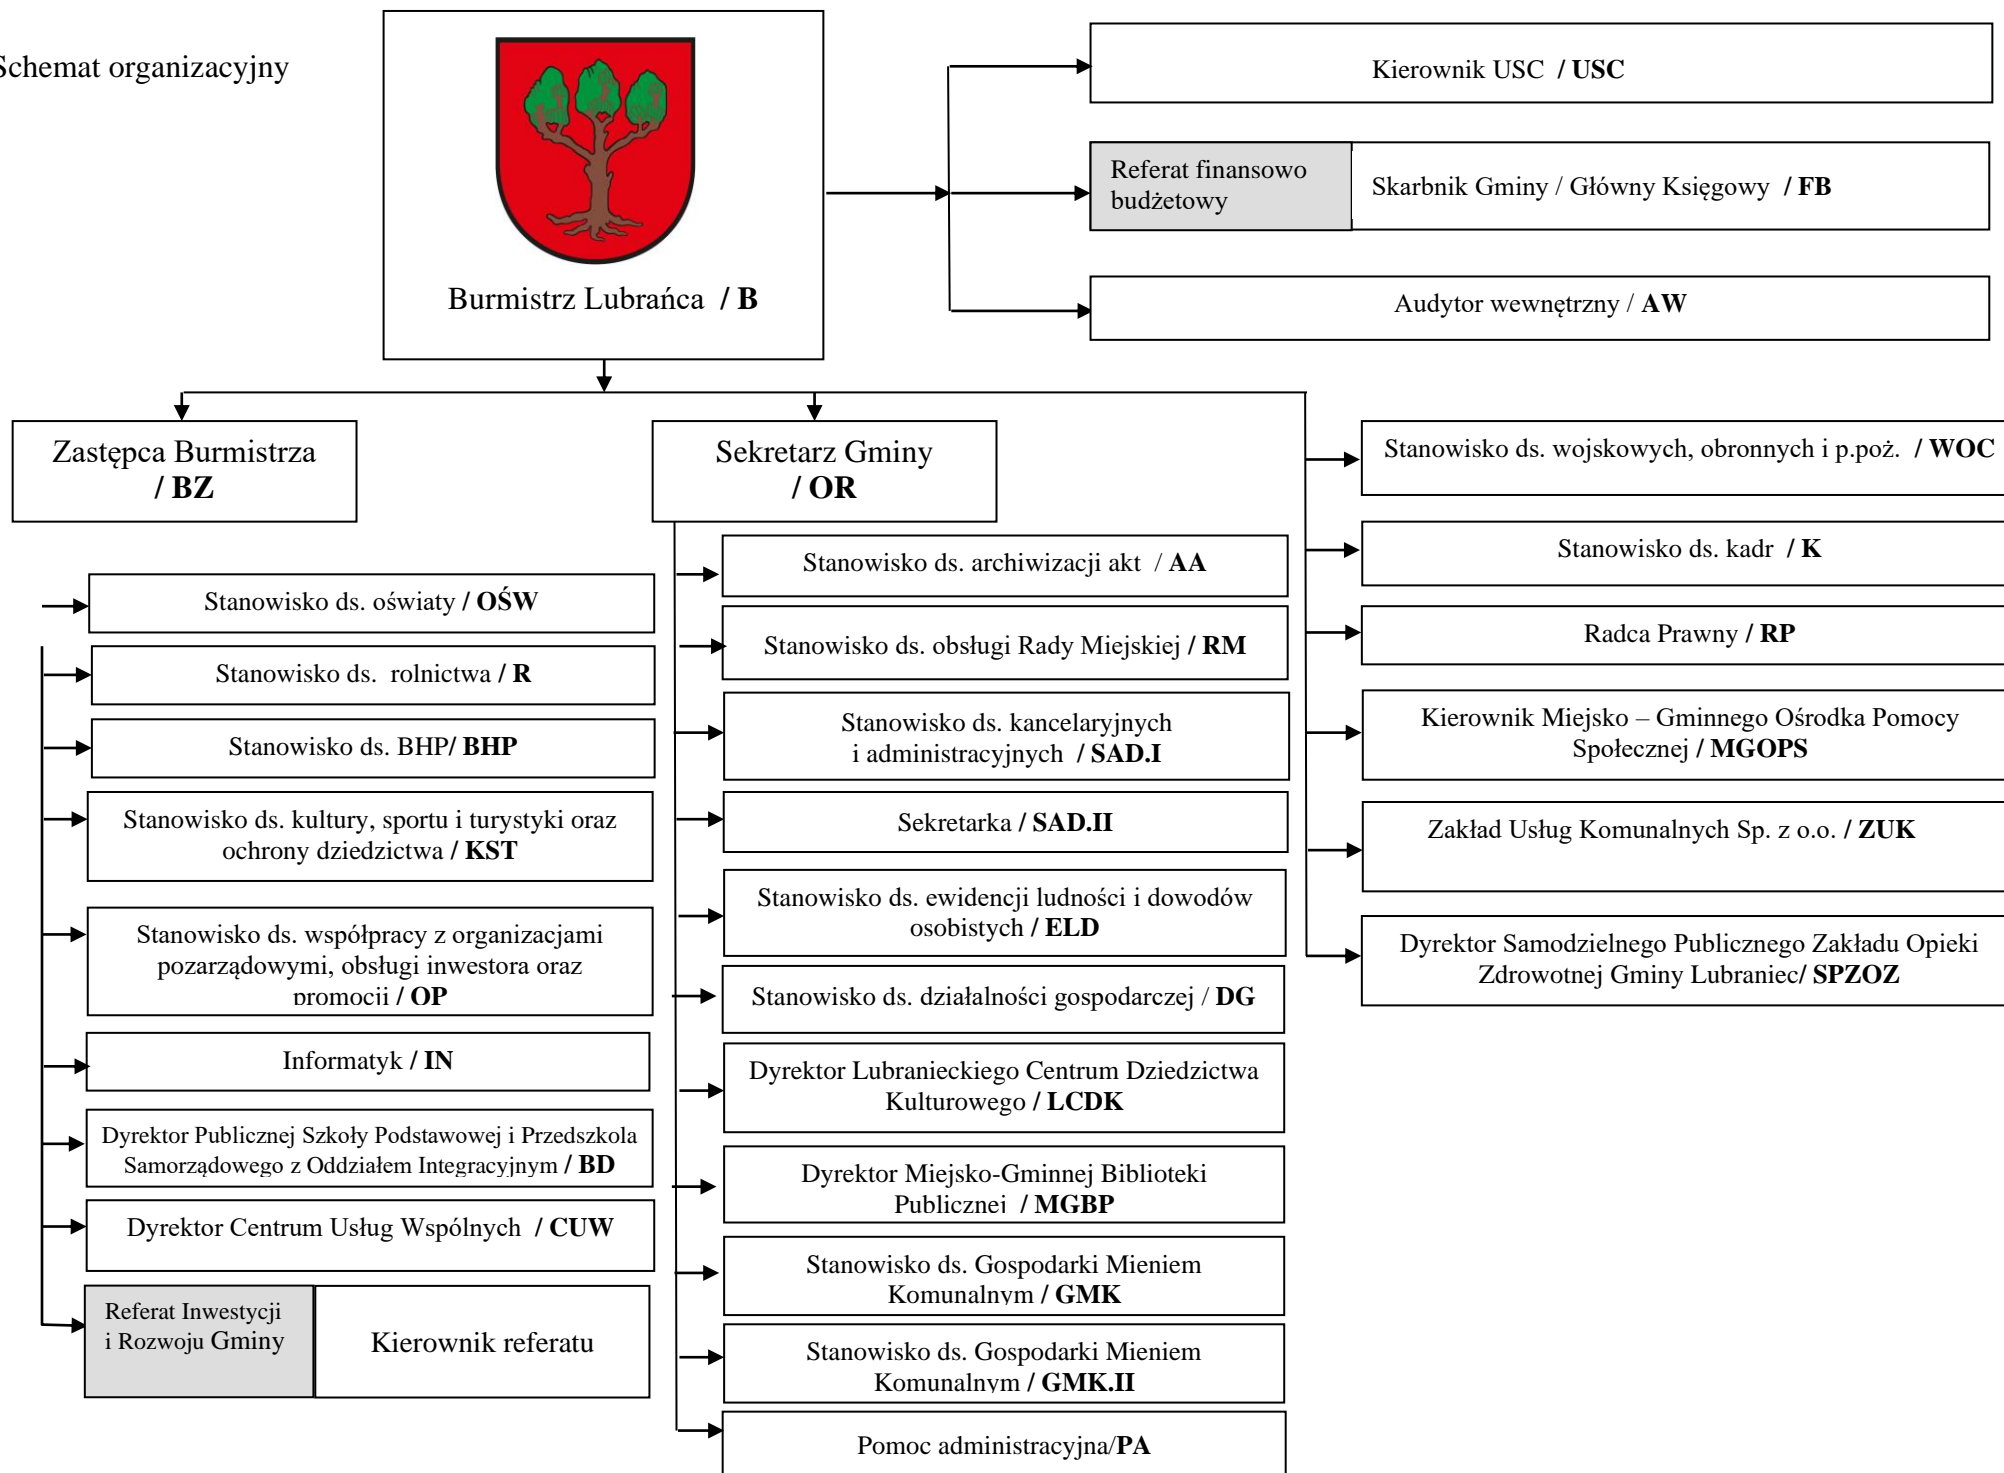 Schemat organizacyjny
Burmistrz Lubrańca / B
Kierownik USC / USC
Referat finansowo
budżetowy
Skarbnik Gminy / Główny Księgowy / FB
Audytor wewnętrzny / AW
Zastępca Burmistrza
/ BZ
Stanowisko ds. oświaty / OŚW
Stanowisko ds. rolnictwa / R
Stanowisko ds. BHP/ BHP
Stanowisko ds. kultury, sportu i turystyki oraz
ochrony dziedzictwa / KST
Stanowisko ds. współpracy z organizacjami
pozarządowymi, obsługi inwestora oraz
promocji / OP
Informatyk / IN
Dyrektor Publicznej Szkoły Podstawowej i Przedszkola
Samorządowego z Oddziałem Integracyjnym / BD
Dyrektor Centrum Usług Wspólnych / CUW
Referat Inwestycji
i Rozwoju Gminy
Kierownik referatu
Sekretarz Gminy
/ OR
Stanowisko ds. archiwizacji akt / AA
Stanowisko ds. obsługi Rady Miejskiej / RM
Stanowisko ds. kancelaryjnych
i administracyjnych / SAD.I
Sekretarka / SAD.II
Stanowisko ds. ewidencji ludności i dowodów
osobistych / ELD
Stanowisko ds. działalności gospodarczej / DG
Dyrektor Lubranieckiego Centrum Dziedzictwa
Kulturowego / LCDK
Dyrektor Miejsko-Gminnej Biblioteki
Publicznej / MGBP
Stanowisko ds. Gospodarki Mieniem
Komunalnym / GMK
Stanowisko ds. Gospodarki Mieniem
Komunalnym / GMK.II
Pomoc administracyjna/PA
Stanowisko ds. wojskowych, obronnych i p.poż. / WOC
Stanowisko ds. kadr / K
Radca Prawny / RP
Kierownik Miejsko – Gminnego Ośrodka Pomocy
Społecznej / MGOPS
Zakład Usług Komunalnych Sp. z o.o. / ZUK
Dyrektor Samodzielnego Publicznego Zakładu Opieki
Zdrowotnej Gminy Lubraniec/ SPZOZ